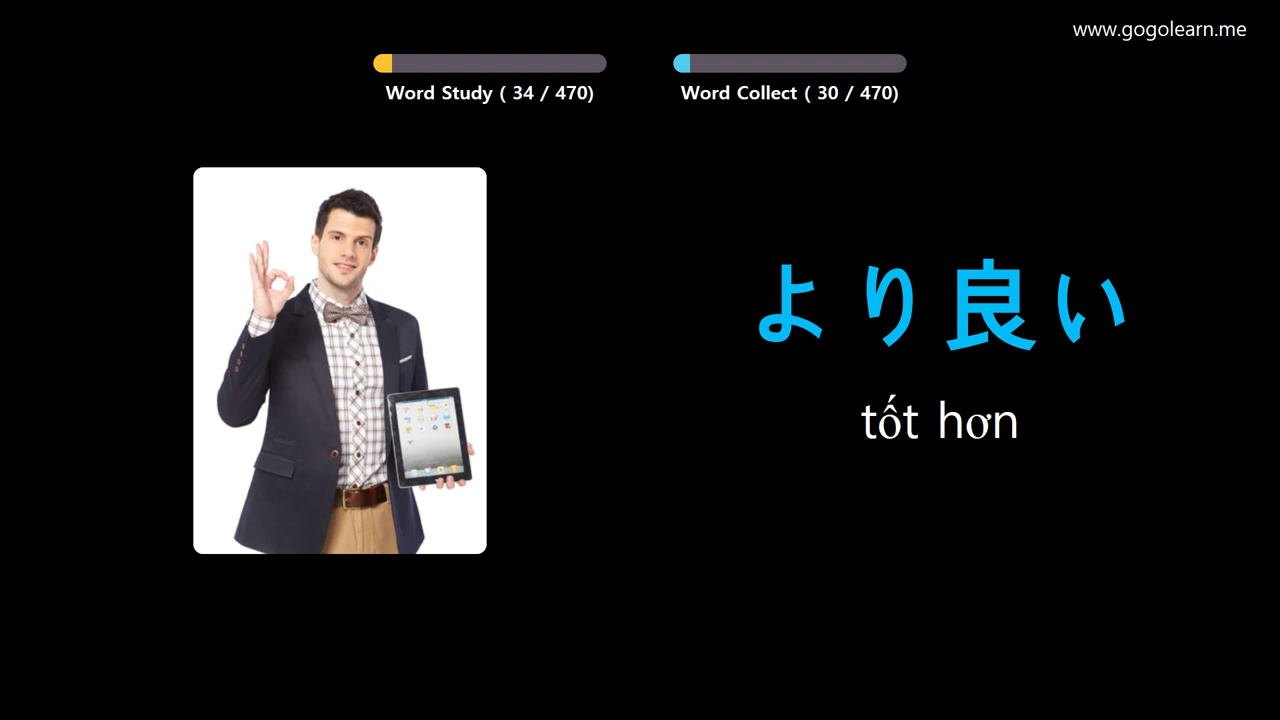 www.gogolearn.me
Word Study ( 34 / 470)
Word Collect ( 30 / 470)
より良い
tốt hơn